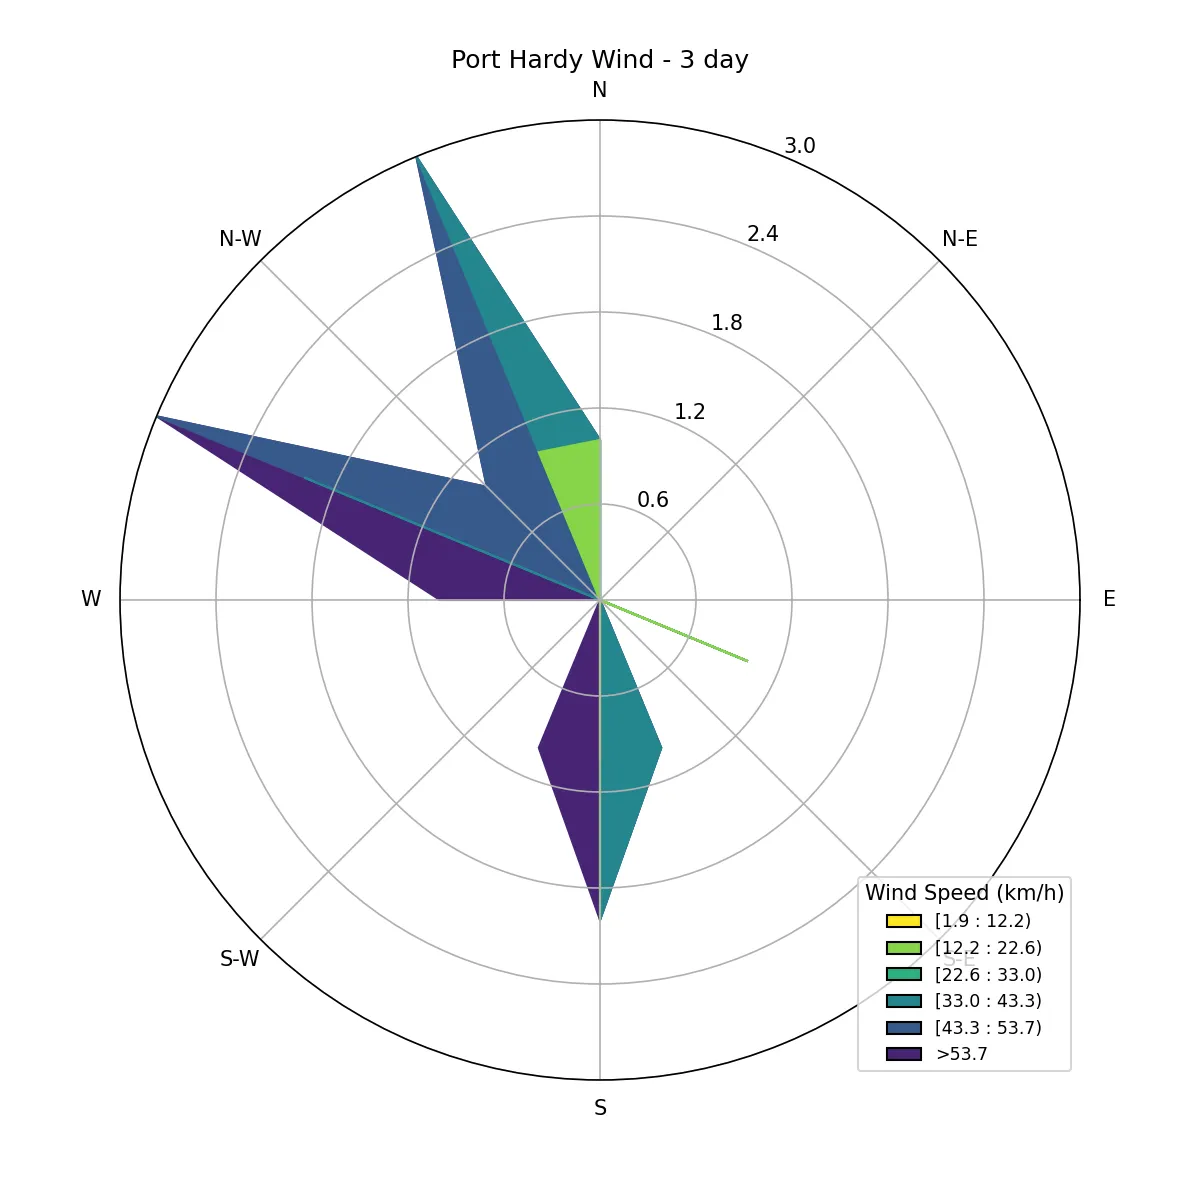 Port Hardy Wind - 3 day
N
3.0
N-W
2.4
N-E
1.8
1.2
0.6
W
E
Wind Speed (km/h)
[1.9 : 12.2)
[12.2 : 22.6)
S-W
S-E
[22.6 : 33.0)
[33.0 : 43.3)
[43.3 : 53.7)
>53.7
S